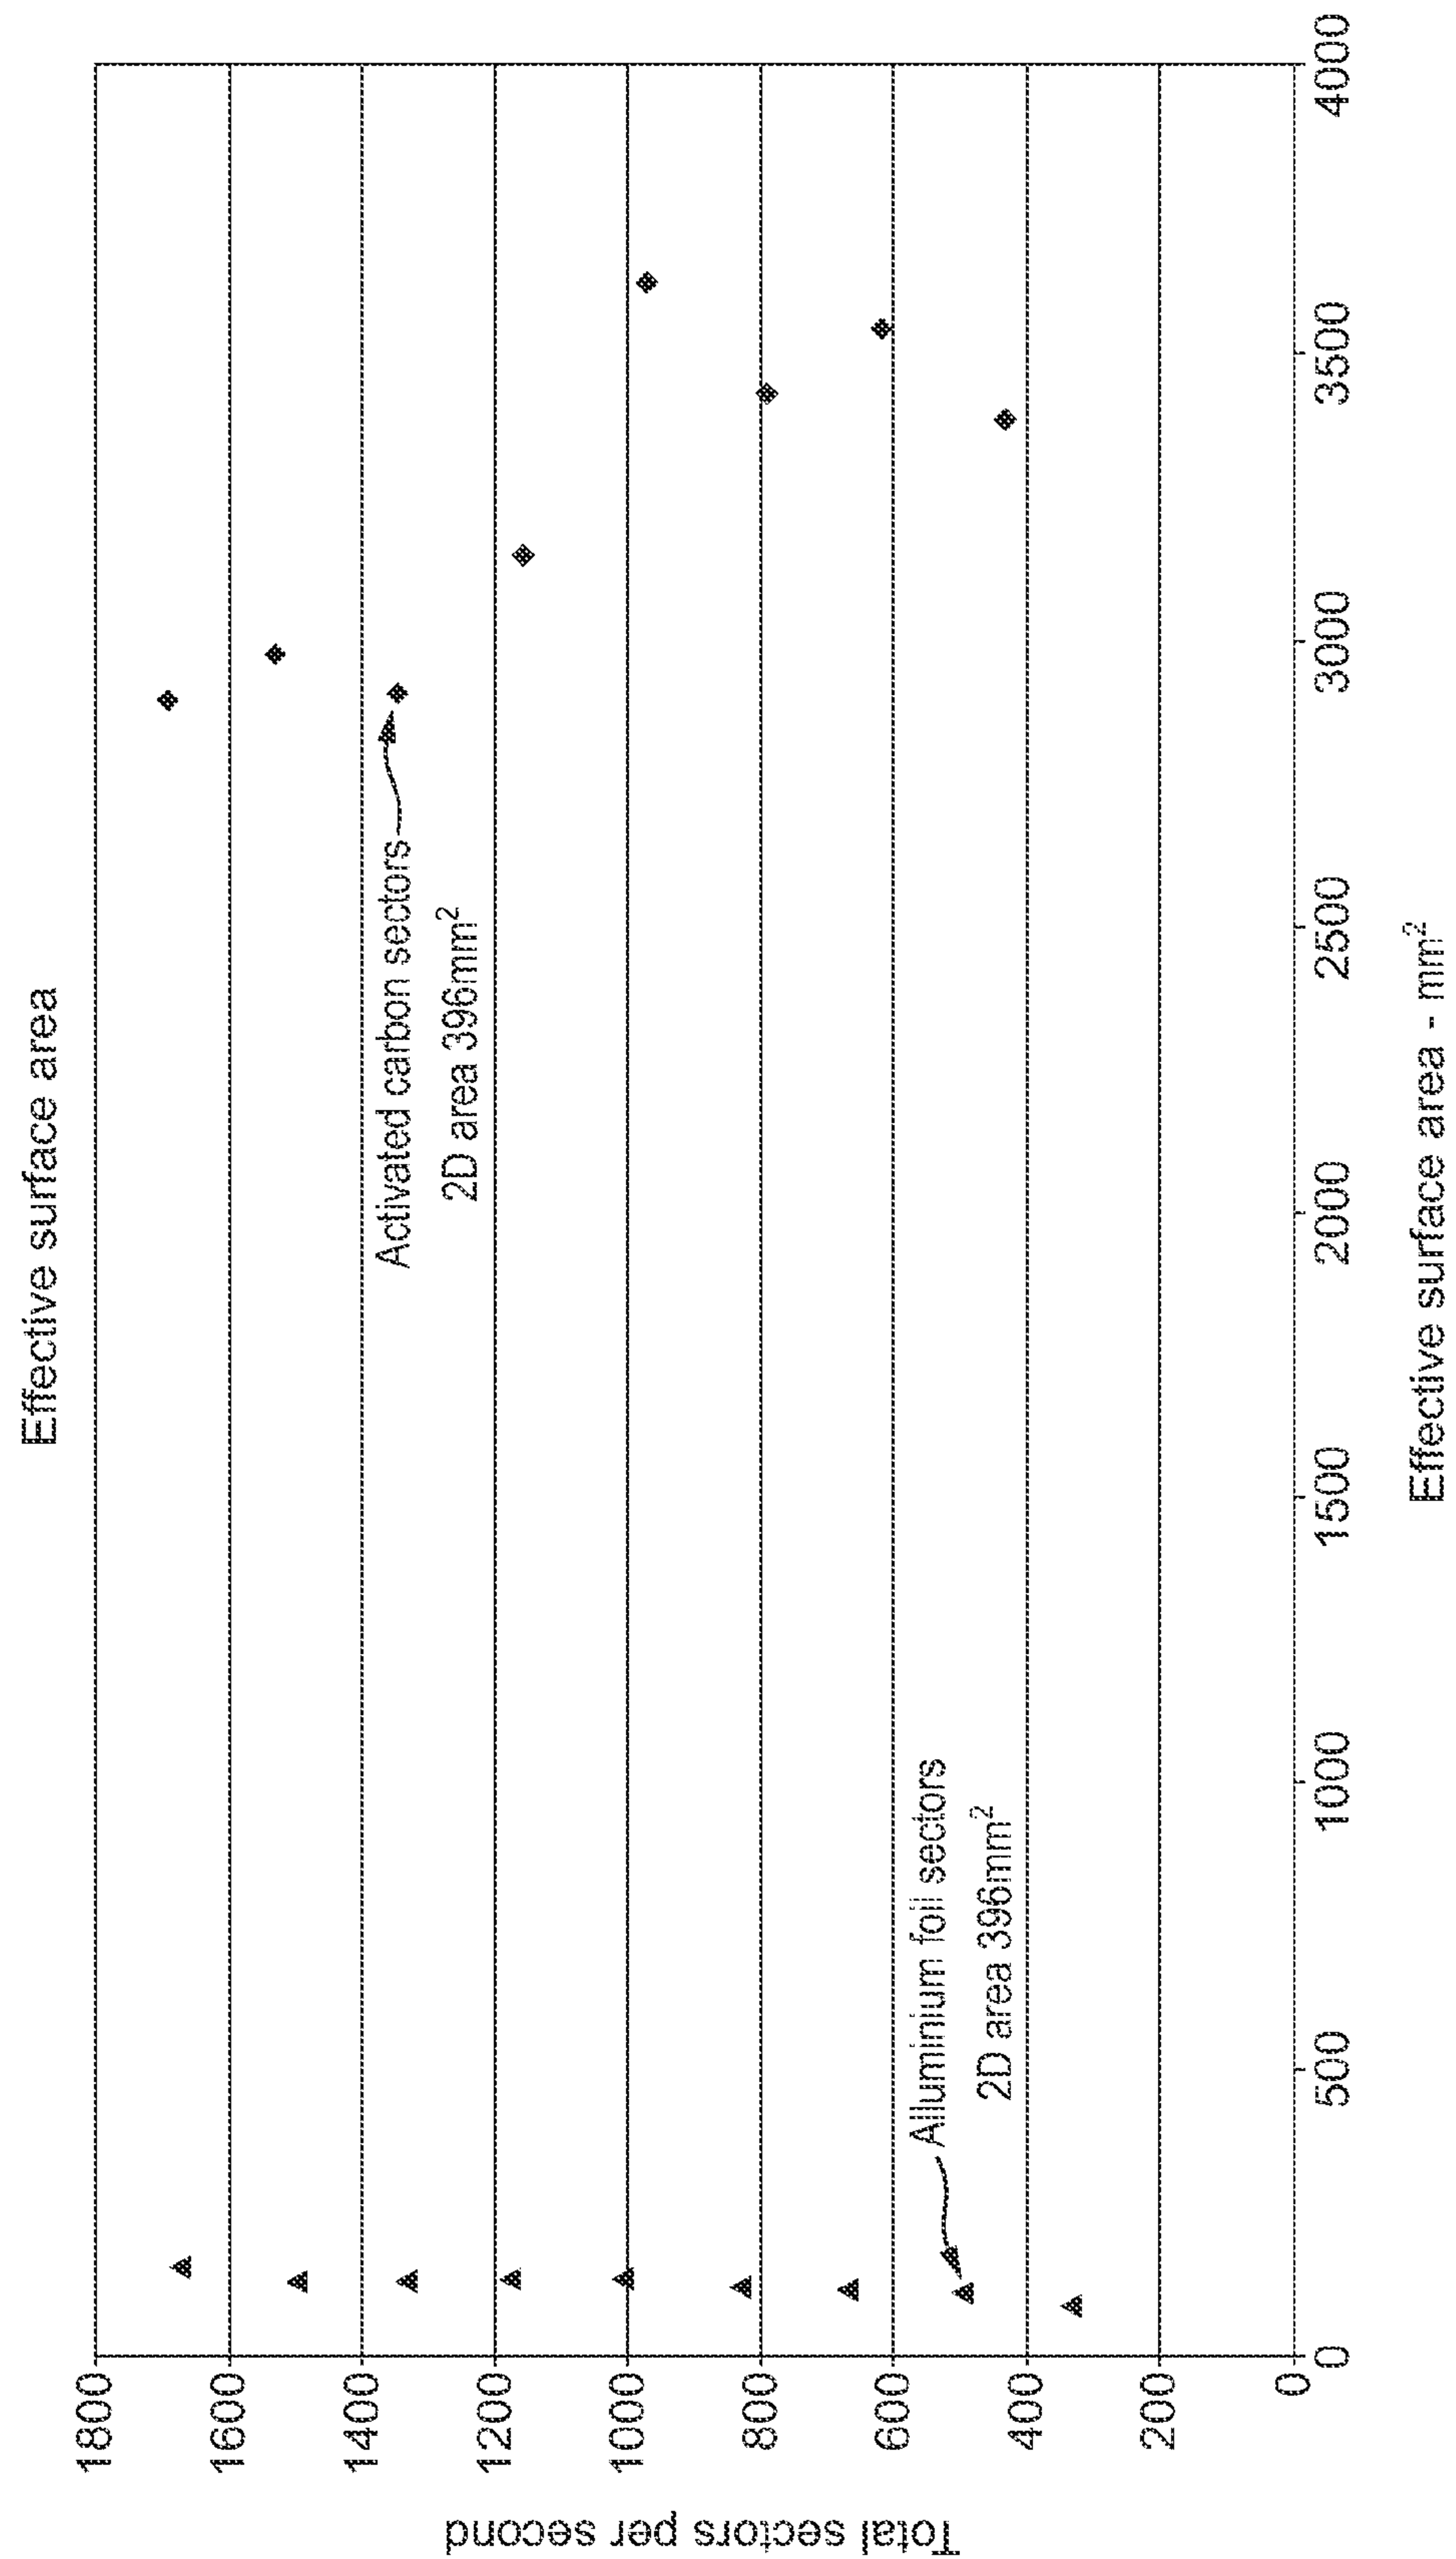 Effective surface area
Total sectors per second
1800
1600
1400
1200
1000
800
600
400
200
0
Activated carbon sectors
2D area 396mm²
Alluminium foil sectors
2D area 396mm²
0
500
1000
1500
2000
2500
3000
3500
4000
Effective surface area - mm²